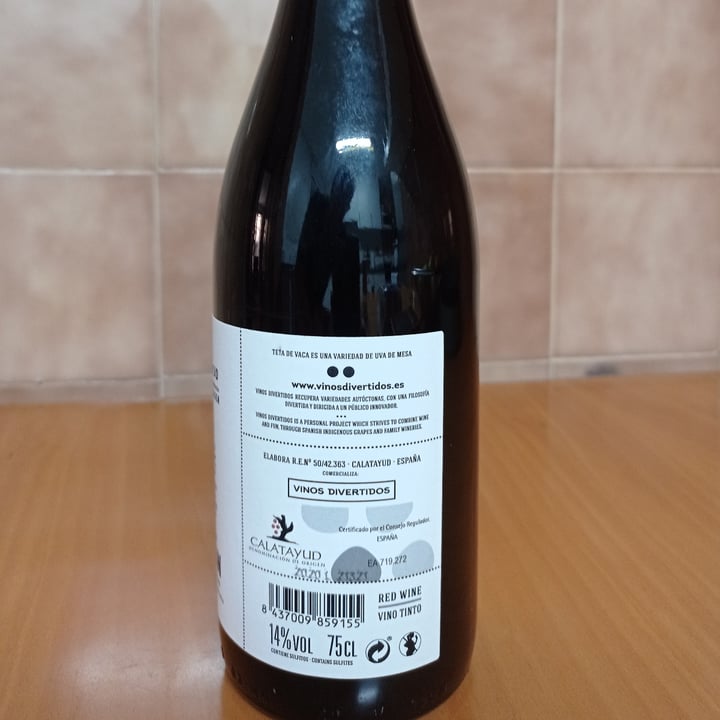 TETA DE VACA ES UNA VARIEDAD DE UVA DE MESA
www.vinosdivertidos.es
VINOS DIVERTIDOS RECUPERA VARIEDADES AUTÓCTONAS, CON UNA FILOSOFÍA
DIVERTIDA Y DIRIGIDA A UN PÚBLICO INNOVADOR.
...
VINOS DIVERTIDOS IS A PERSONAL PROJECT WHICH STRIVES TO COMBINE WINE
AND FUN, THROUGH SPANISH INDIGENOUS GRAPES AND FAMILY WINERIES.
ELABORA R.E.Nº 50/42.363 · CALATAYUD · ESPAÑA
COMERCIALIZA:
VINOS DIVERTIDOS
Certificado por el Consejo Regulador.
ESPAÑA
CALATAYUD
DENOMINACIÓN DE ORIGEN
EA 719.272
2020
RED WINE
VINO TINTO
8 437009 859155
14%VOL 75CL
CONTIENE SULFITOS · CONTAINS SULFITES